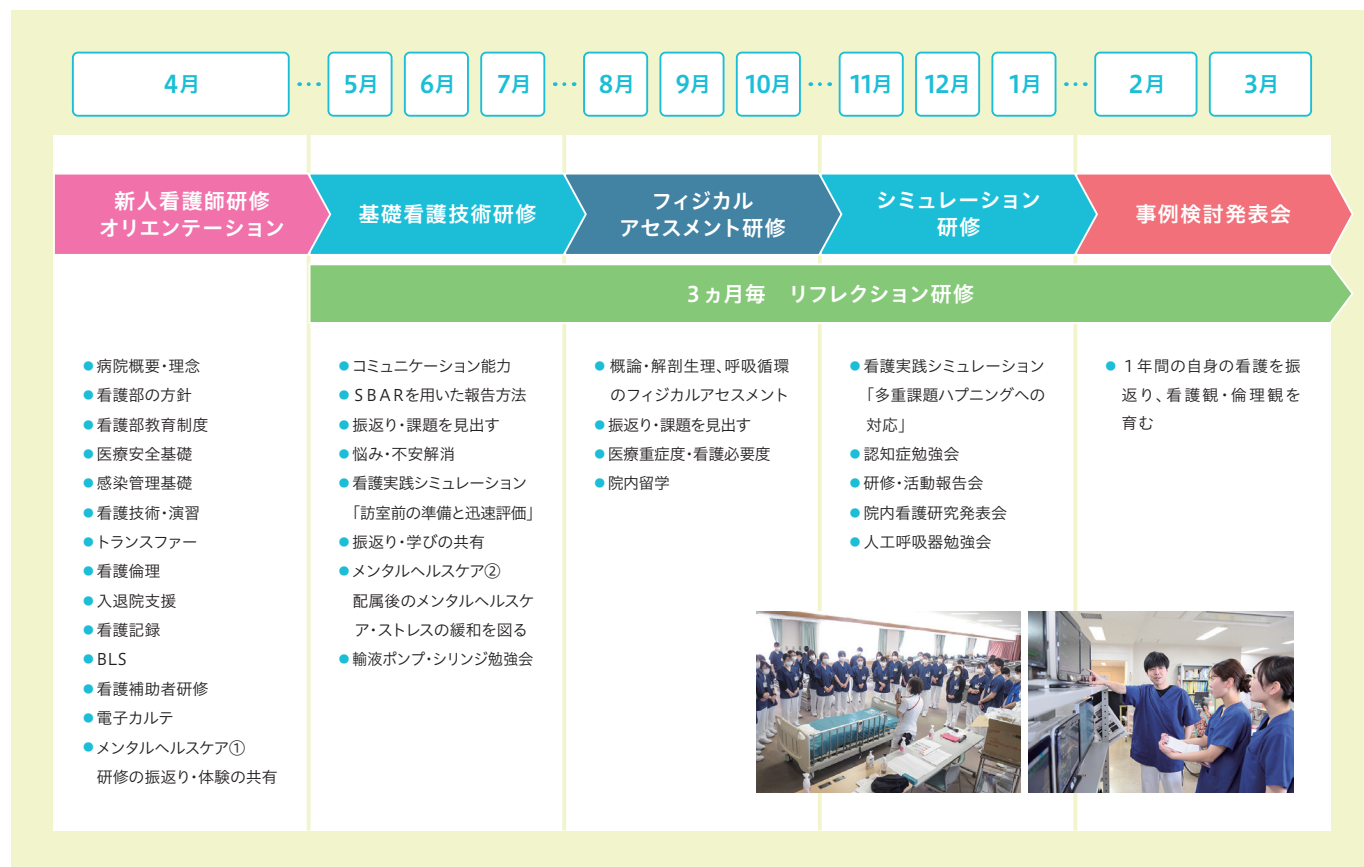 4月 … 5月 6月 7月 … 8月 9月 10月 … 11月 12月 1月 … 2月 3月
新人看護師研修
オリエンテーション
基礎看護技術研修
フィジカル
アセスメント研修
シミュレーション
研修
事例検討発表会
3ヵ月毎 リフレクション研修
●病院概要・理念
●看護部の方針
●看護部教育制度
●医療安全基礎
●感染管理基礎
●看護技術・演習
●トランスファー
●看護倫理
●入退院支援
●看護記録
●BLS
●看護補助者研修
●電子カルテ
●メンタルヘルスケア①
研修の振返り・体験の共有
●コミュニケーション能力
●SBARを用いた報告方法
●振返り・課題を見出す
●悩み・不安解消
●看護実践シミュレーション
「訪室前の準備と迅速評価」
●振返り・学びの共有
●メンタルヘルスケア②
配属後のメンタルヘルスケ
ア・ストレスの緩和を図る
●輸液ポンプ・シリンジ勉強会
●概論・解剖生理、呼吸循環
のフィジカルアセスメント
●振返り・課題を見出す
●医療重症度・看護必要度
●院内留学
●看護実践シミュレーション
「多重課題ハプニングへの
対応」
●認知症勉強会
●研修・活動報告会
●院内看護研究発表会
●人工呼吸器勉強会
●1年間の自身の看護を振
返り、看護観・倫理観を
育む